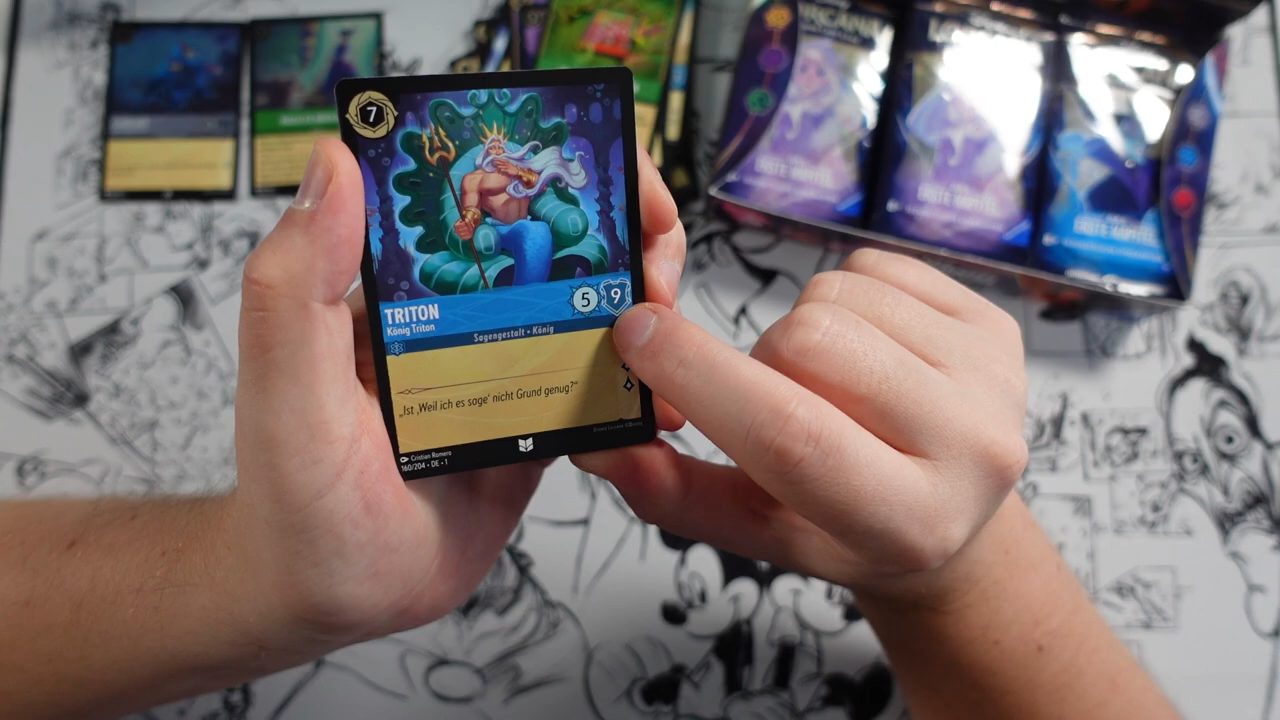 7
TRITON
König Triton
5 9
Sagengestalt • König
„Ist ‚Weil ich es sage‘ nicht Grund genug?“
Cristian Romero
160/204 • DE • 1
ERSTE KAPITEL
ERSTE KAPITEL
ERSTE KAPITEL